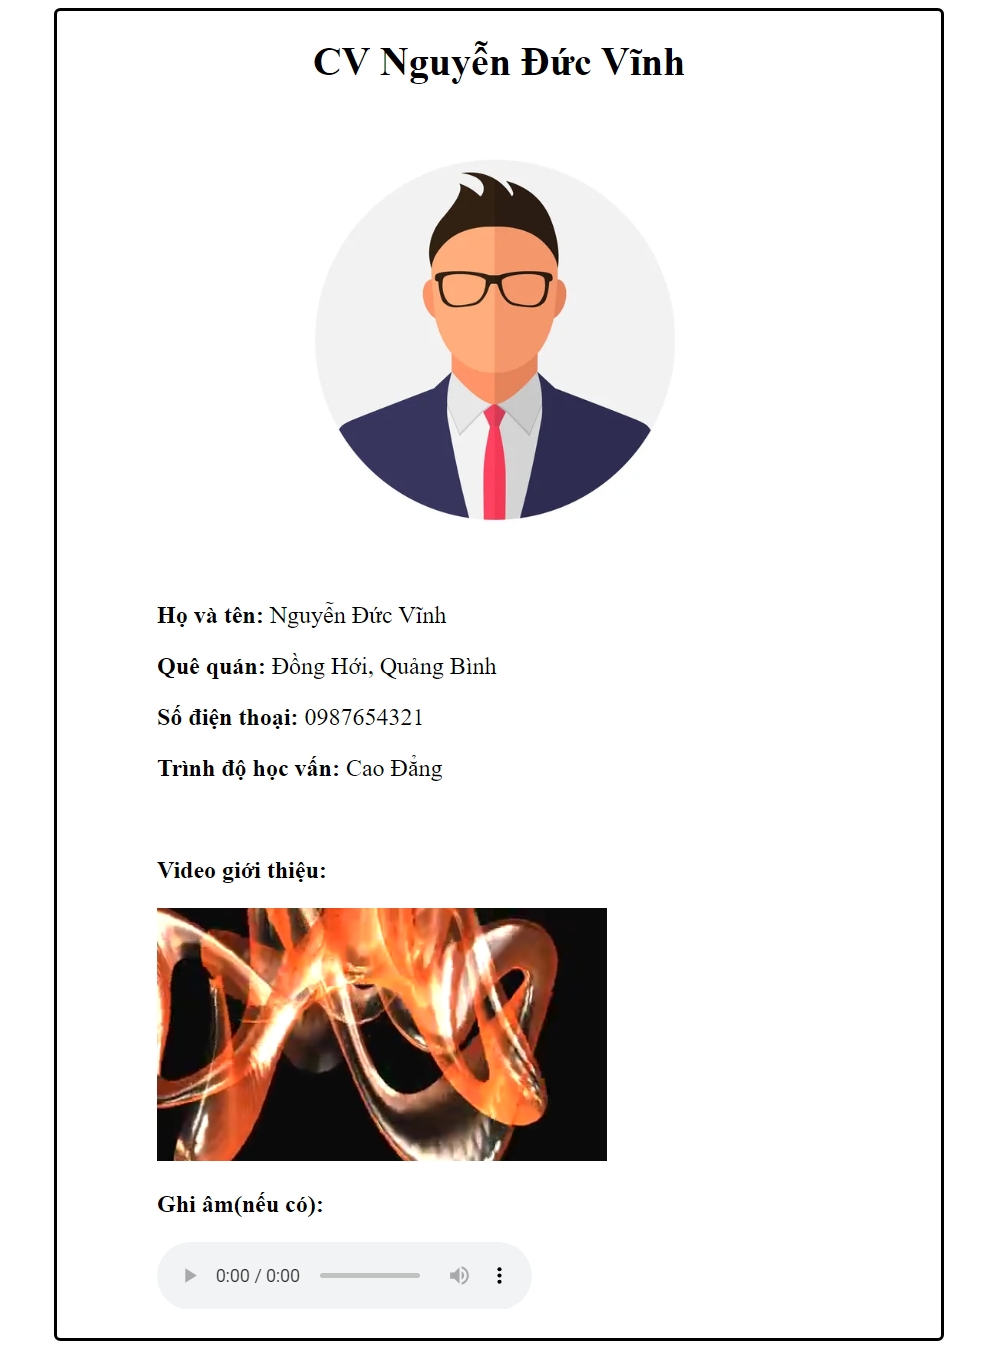 CV Nguyễn Đức Vĩnh
Họ và tên: Nguyễn Đức Vĩnh
Quê quán: Đồng Hới, Quảng Bình
Số điện thoại: 0987654321
Trình độ học vấn: Cao Đẳng
Video giới thiệu:
Ghi âm(nếu có):
0:00 / 0:00